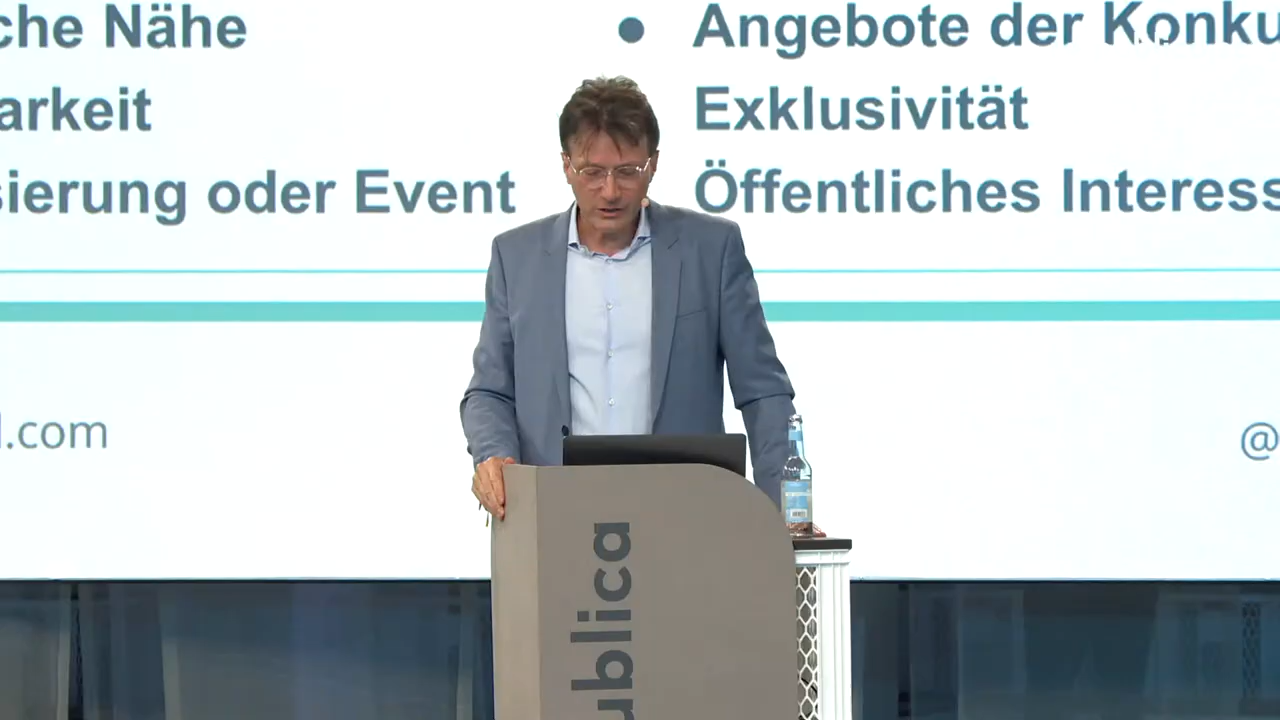 che Nähe
arkeit
sierung oder Event
● Angebote der Konku
Exklusivität
Öffentliches Interess
.com
@
ublica